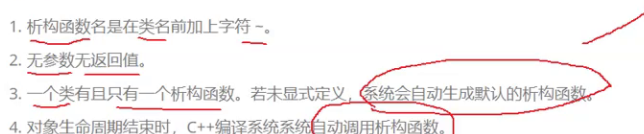 1. 析构函数名是在类名前加上字符 ~。
2. 无参数无返回值。
3. 一个类有且只有一个析构函数。若未显式定义，系统会自动生成默认的析构函数。
4. 对象生命周期结束时，C++编译系统系统自动调用析构函数。